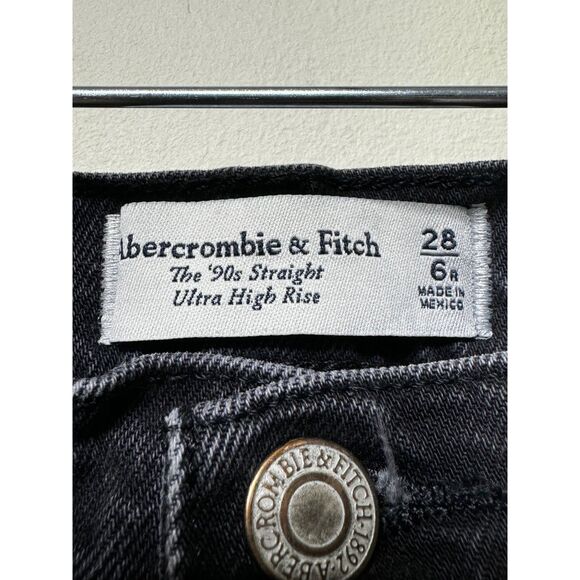 Abercrombie & Fitch
The '90s Straight
Ultra High Rise
28
6R
MADE IN
MEXICO
ABERCROMBIE & FITCH · 1892 ·